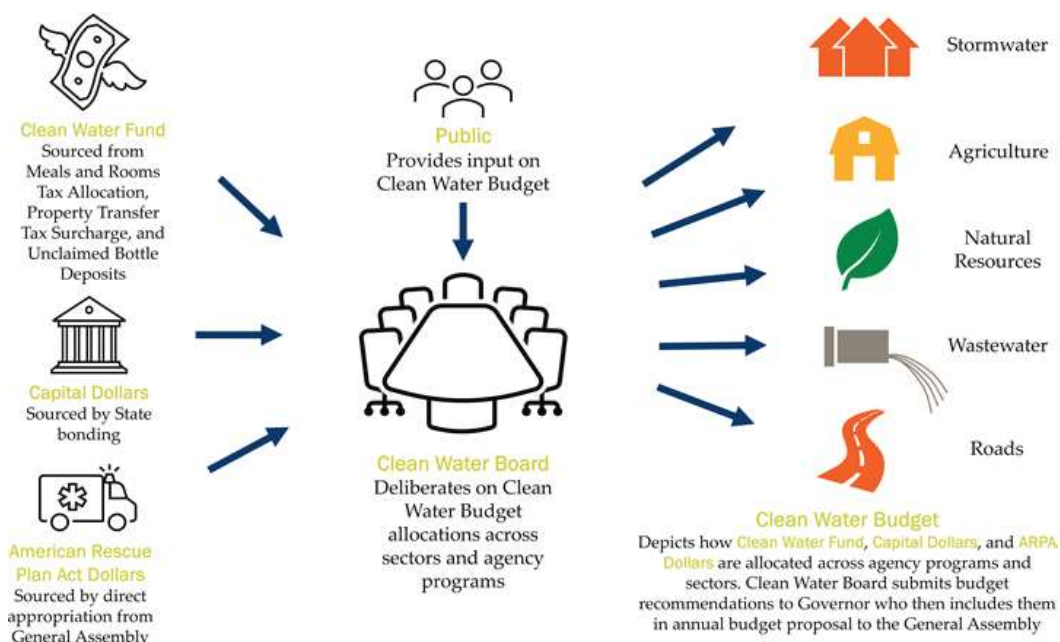 Clean Water Fund
Sourced from
Meals and Rooms
Tax Allocation,
Property Transfer
Tax Surcharge, and
Unclaimed Bottle
Deposits
Capital Dollars
Sourced by State
bonding
American Rescue
Plan Act Dollars
Sourced by direct
appropriation from
General Assembly
Public
Provides input on
Clean Water Budget
Clean Water Board
Deliberates on Clean
Water Budget
allocations across
sectors and agency
programs
Stormwater
Agriculture
Natural
Resources
Wastewater
Roads
Clean Water Budget
Depicts how Clean Water Fund, Capital Dollars, and ARPA
Dollars are allocated across agency programs and
sectors. Clean Water Board submits budget
recommendations to Governor who then includes them
in annual budget proposal to the General Assembly